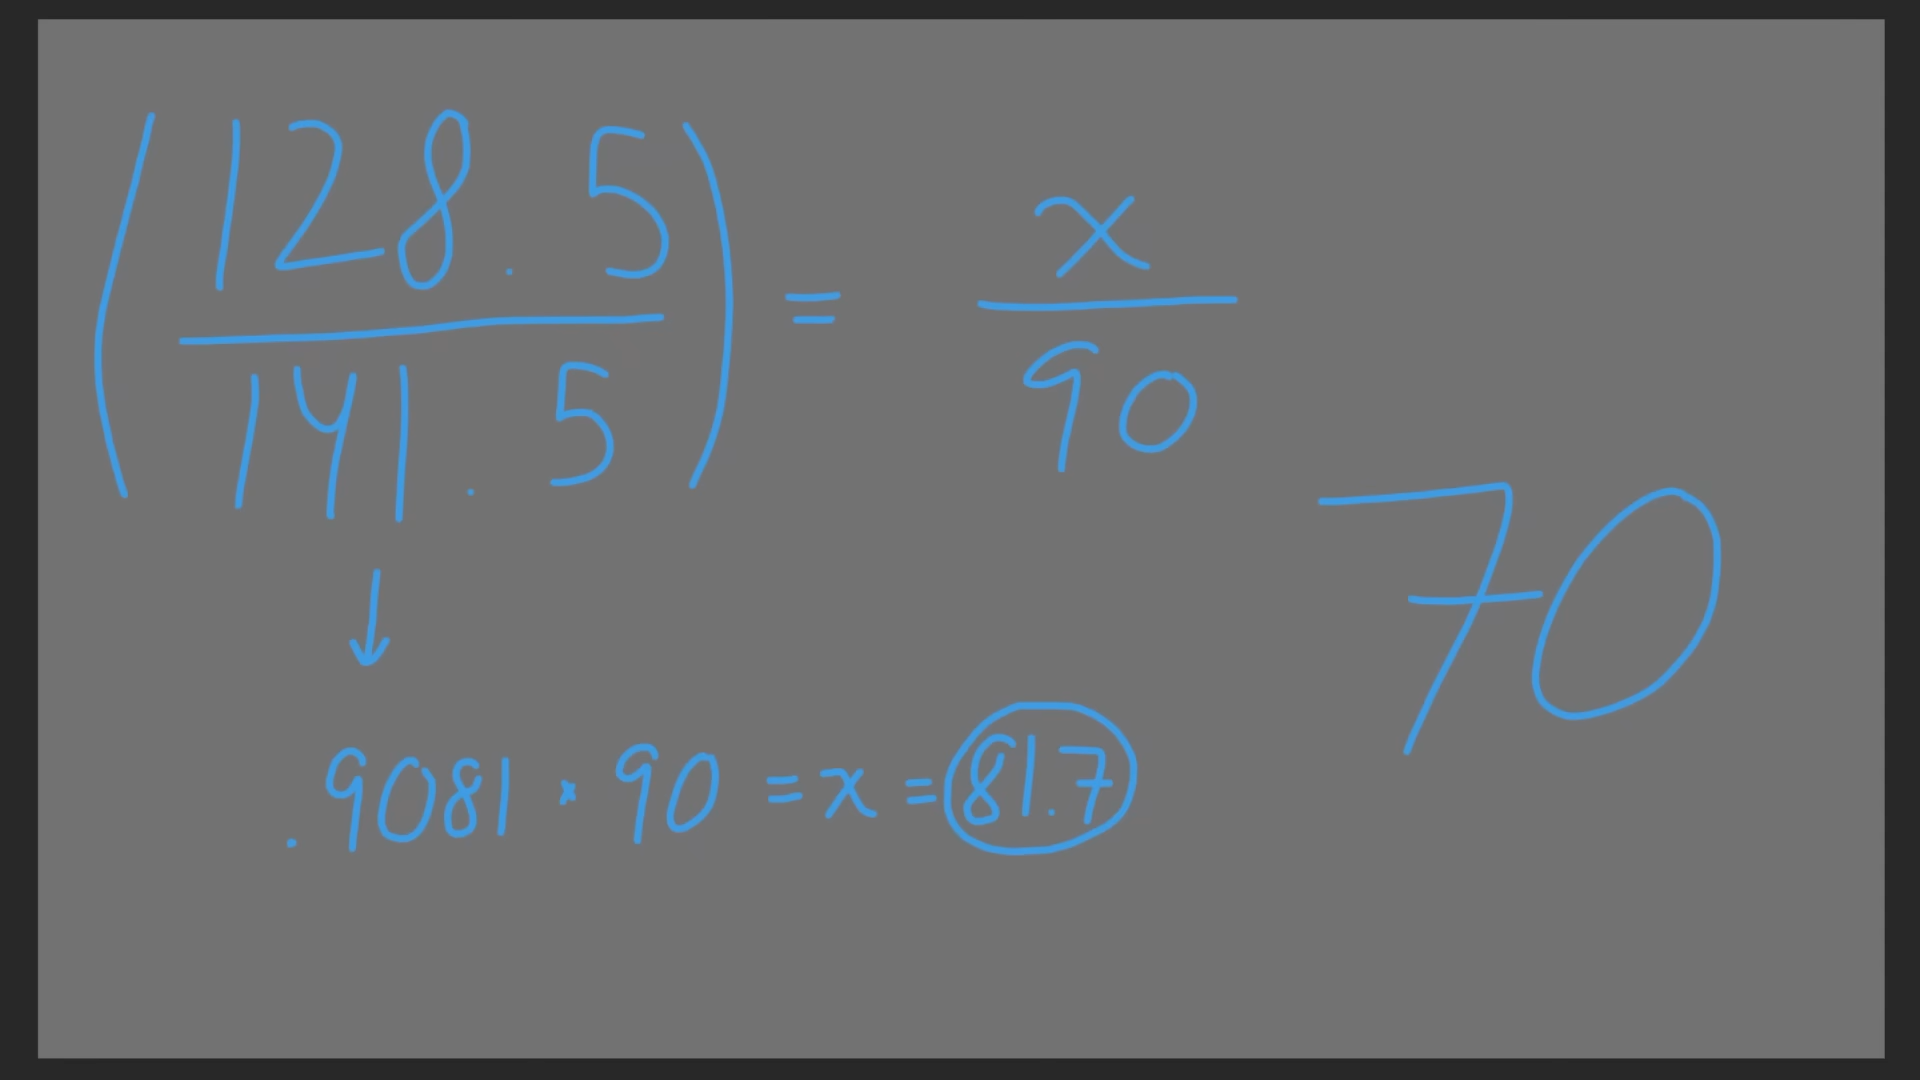 (128.5 / 141.5) = x / 90
70
↓
.9081 · 90 = x = 81.7